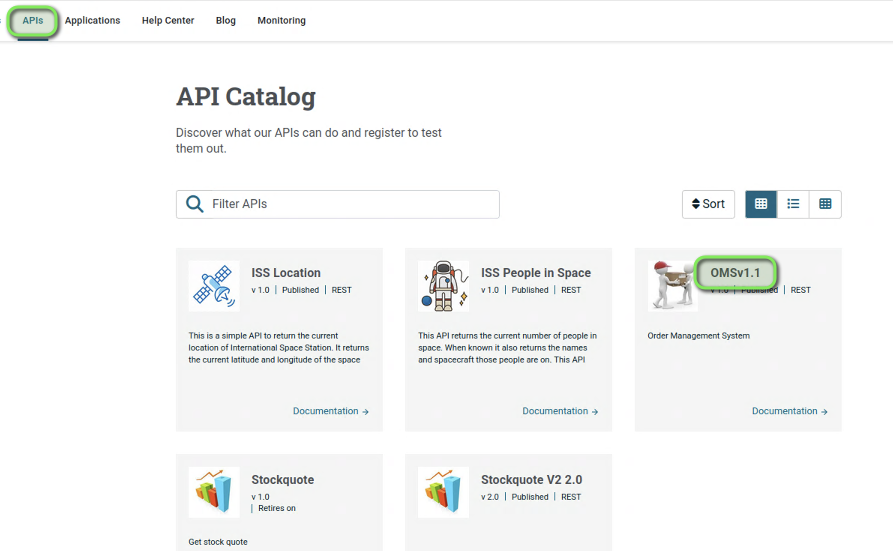 APIs Applications Help Center Blog Monitoring
API Catalog
Discover what our APIs can do and register to test
them out.
Filter APIs
Sort
ISS Location
v 1.0 | Published | REST
This is a simple API to return the current
location of International Space Station. It returns
the current latitude and longitude of the space
Documentation →
ISS People in Space
v 1.0 | Published | REST
This API returns the current number of people in
space. When known it also returns the names
and spacecraft those people are on. This API
Documentation →
OMSv1.1
v 1.0 | Published | REST
Order Management System
Documentation →
Stockquote
v 1.0
| Retires on
Get stock quote
Stockquote V2 2.0
v 2.0 | Published | REST